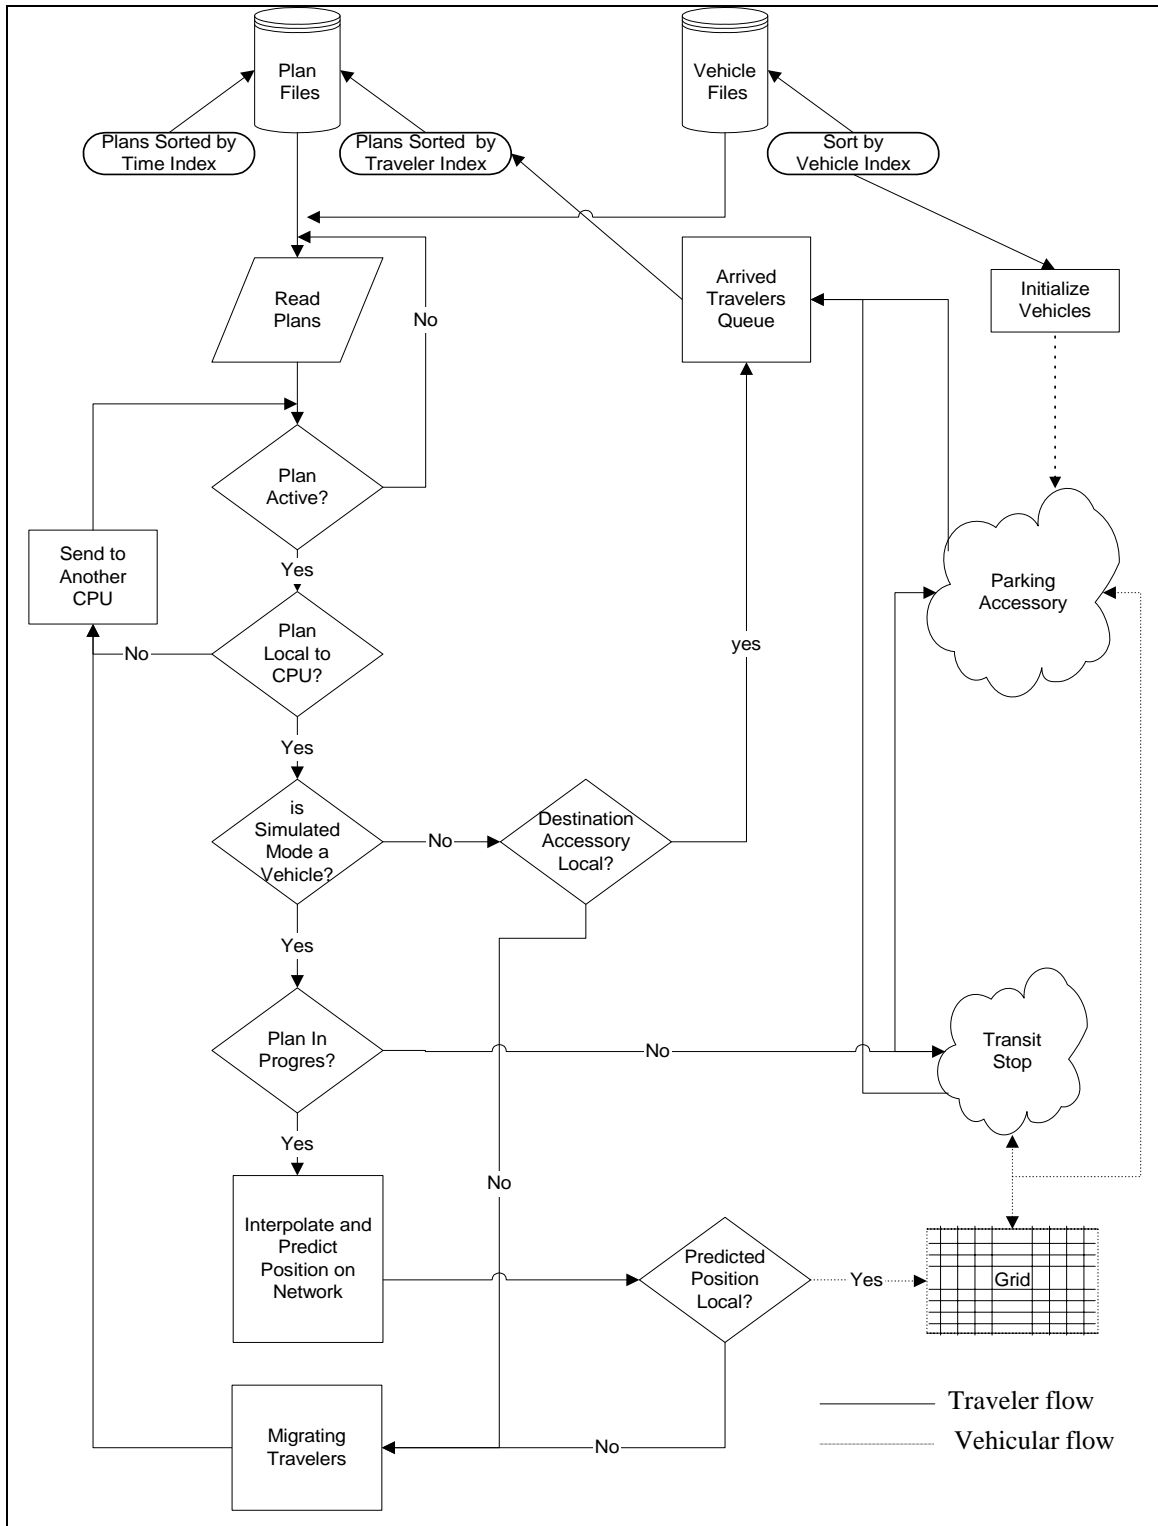 Plan
Files
Vehicle
Files
Plans Sorted by
Time Index
Plans Sorted by
Traveler Index
Sort by
Vehicle Index
Read
Plans
No
Arrived
Travelers
Queue
Initialize
Vehicles
Plan
Active?
Send to
Another
CPU
Yes
Parking
Accessory
Plan
Local to
CPU?
No
yes
Yes
is
Simulated
Mode a
Vehicle?
No
Destination
Accessory
Local?
Yes
Plan In
Progres?
No
Transit
Stop
Yes
No
Interpolate and
Predict
Position on
Network
Predicted
Position
Local?
Yes
Grid
Migrating
Travelers
No
Traveler flow
Vehicular flow